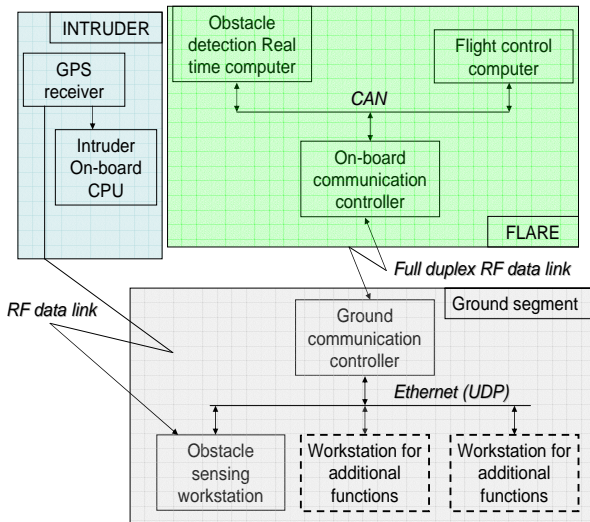 INTRUDER
GPS
receiver
Intruder
On-board
CPU
Obstacle
detection Real
time computer
Flight control
computer
CAN
On-board
communication
controller
FLARE
Full duplex RF data link
RF data link
Ground segment
Ground
communication
controller
Ethernet (UDP)
Obstacle
sensing
workstation
Workstation for
additional
functions
Workstation for
additional
functions